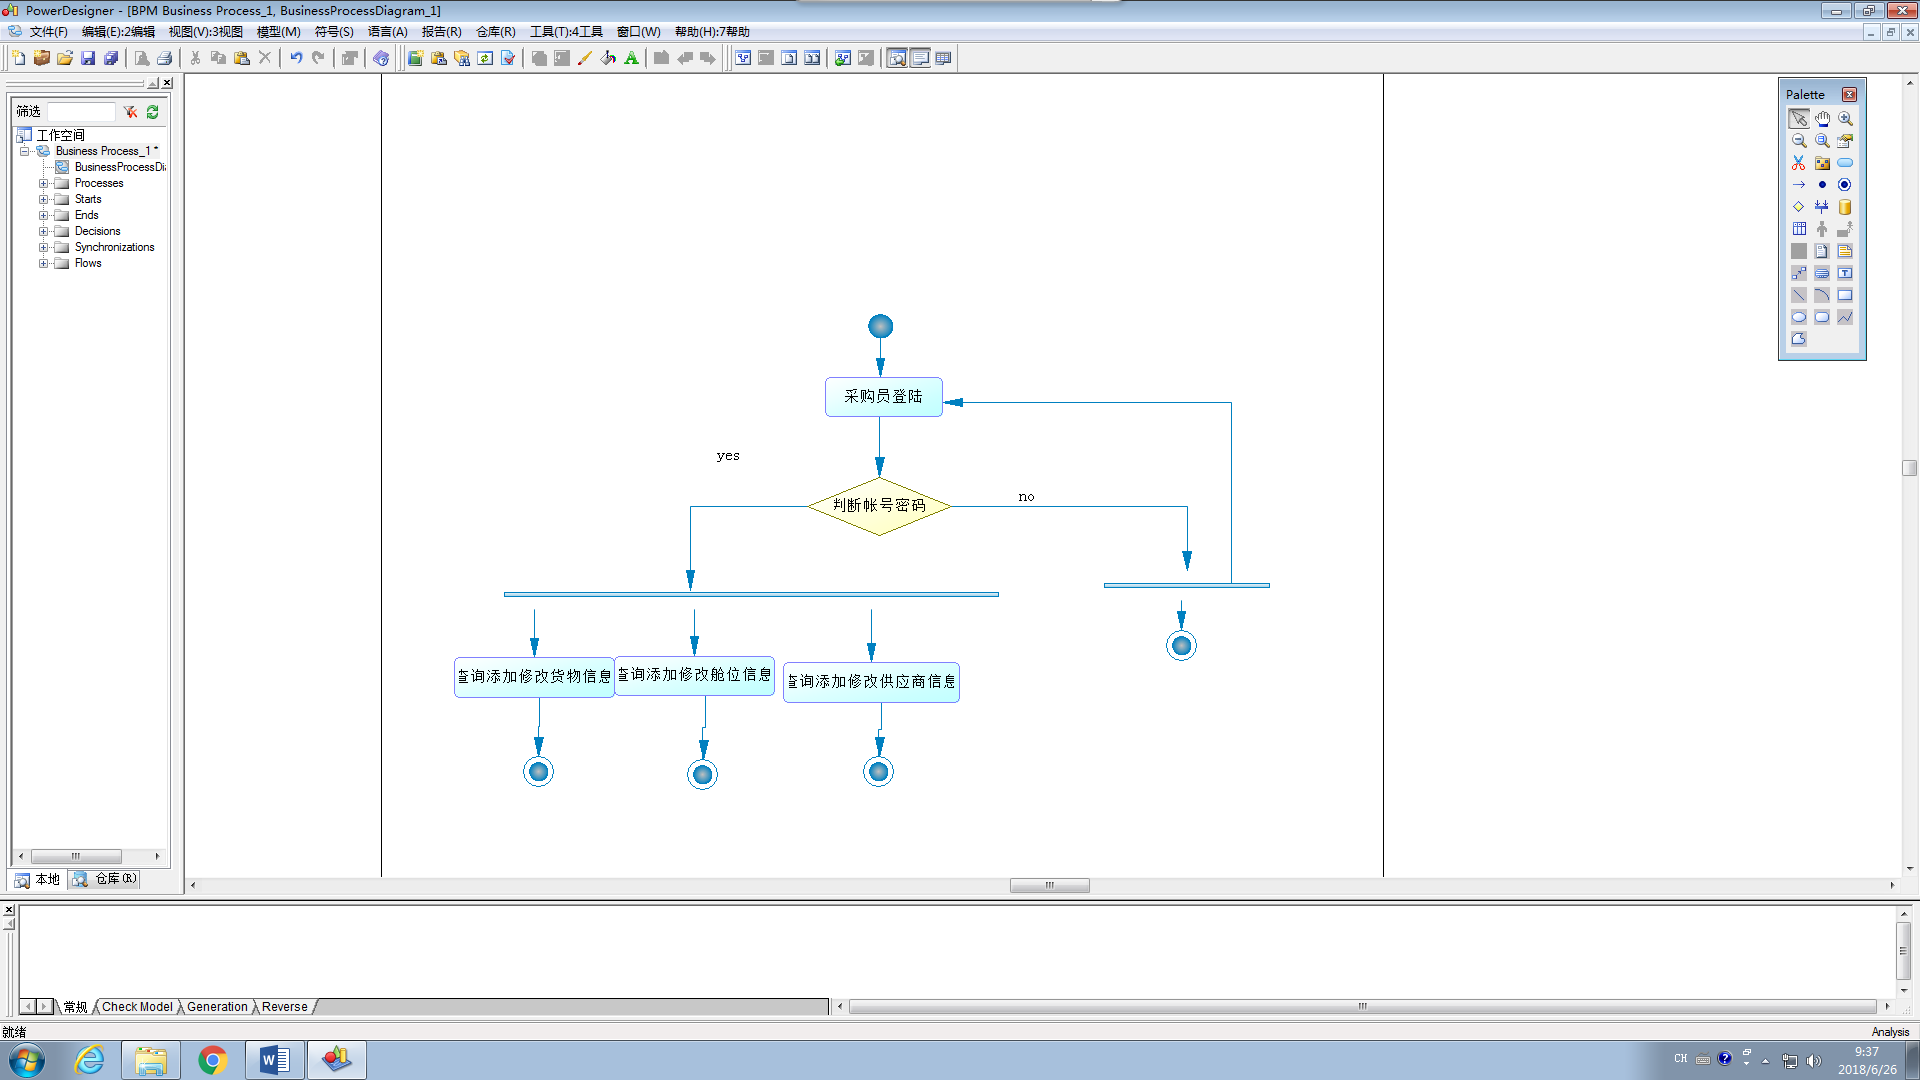 PowerDesigner - [BPM Business Process_1, BusinessProcessDiagram_1]
文件(F) 编辑(E):2编辑 视图(V):3视图 模型(M) 符号(S) 语言(A) 报告(R) 仓库(R) 工具(T):4工具 窗口(W) 帮助(H):7帮助
筛选
工作空间
Business Process_1 *
BusinessProcessDi
Processes
Starts
Ends
Decisions
Synchronizations
Flows
本地 仓库(R)
Palette
采购员登陆
yes
判断帐号密码
no
查询添加修改货物信息
查询添加修改舱位信息
查询添加修改供应商信息
常规 Check Model Generation Reverse
就绪
Analysis
CH
9:37
2018/6/26